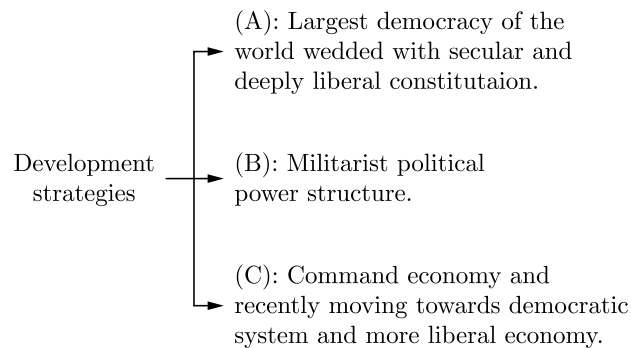 (A): Largest democracy of the
world wedded with secular and
deeply liberal constitutaion.
Development
strategies
(B): Militarist political
power structure.
(C): Command economy and
recently moving towards democratic
system and more liberal economy.